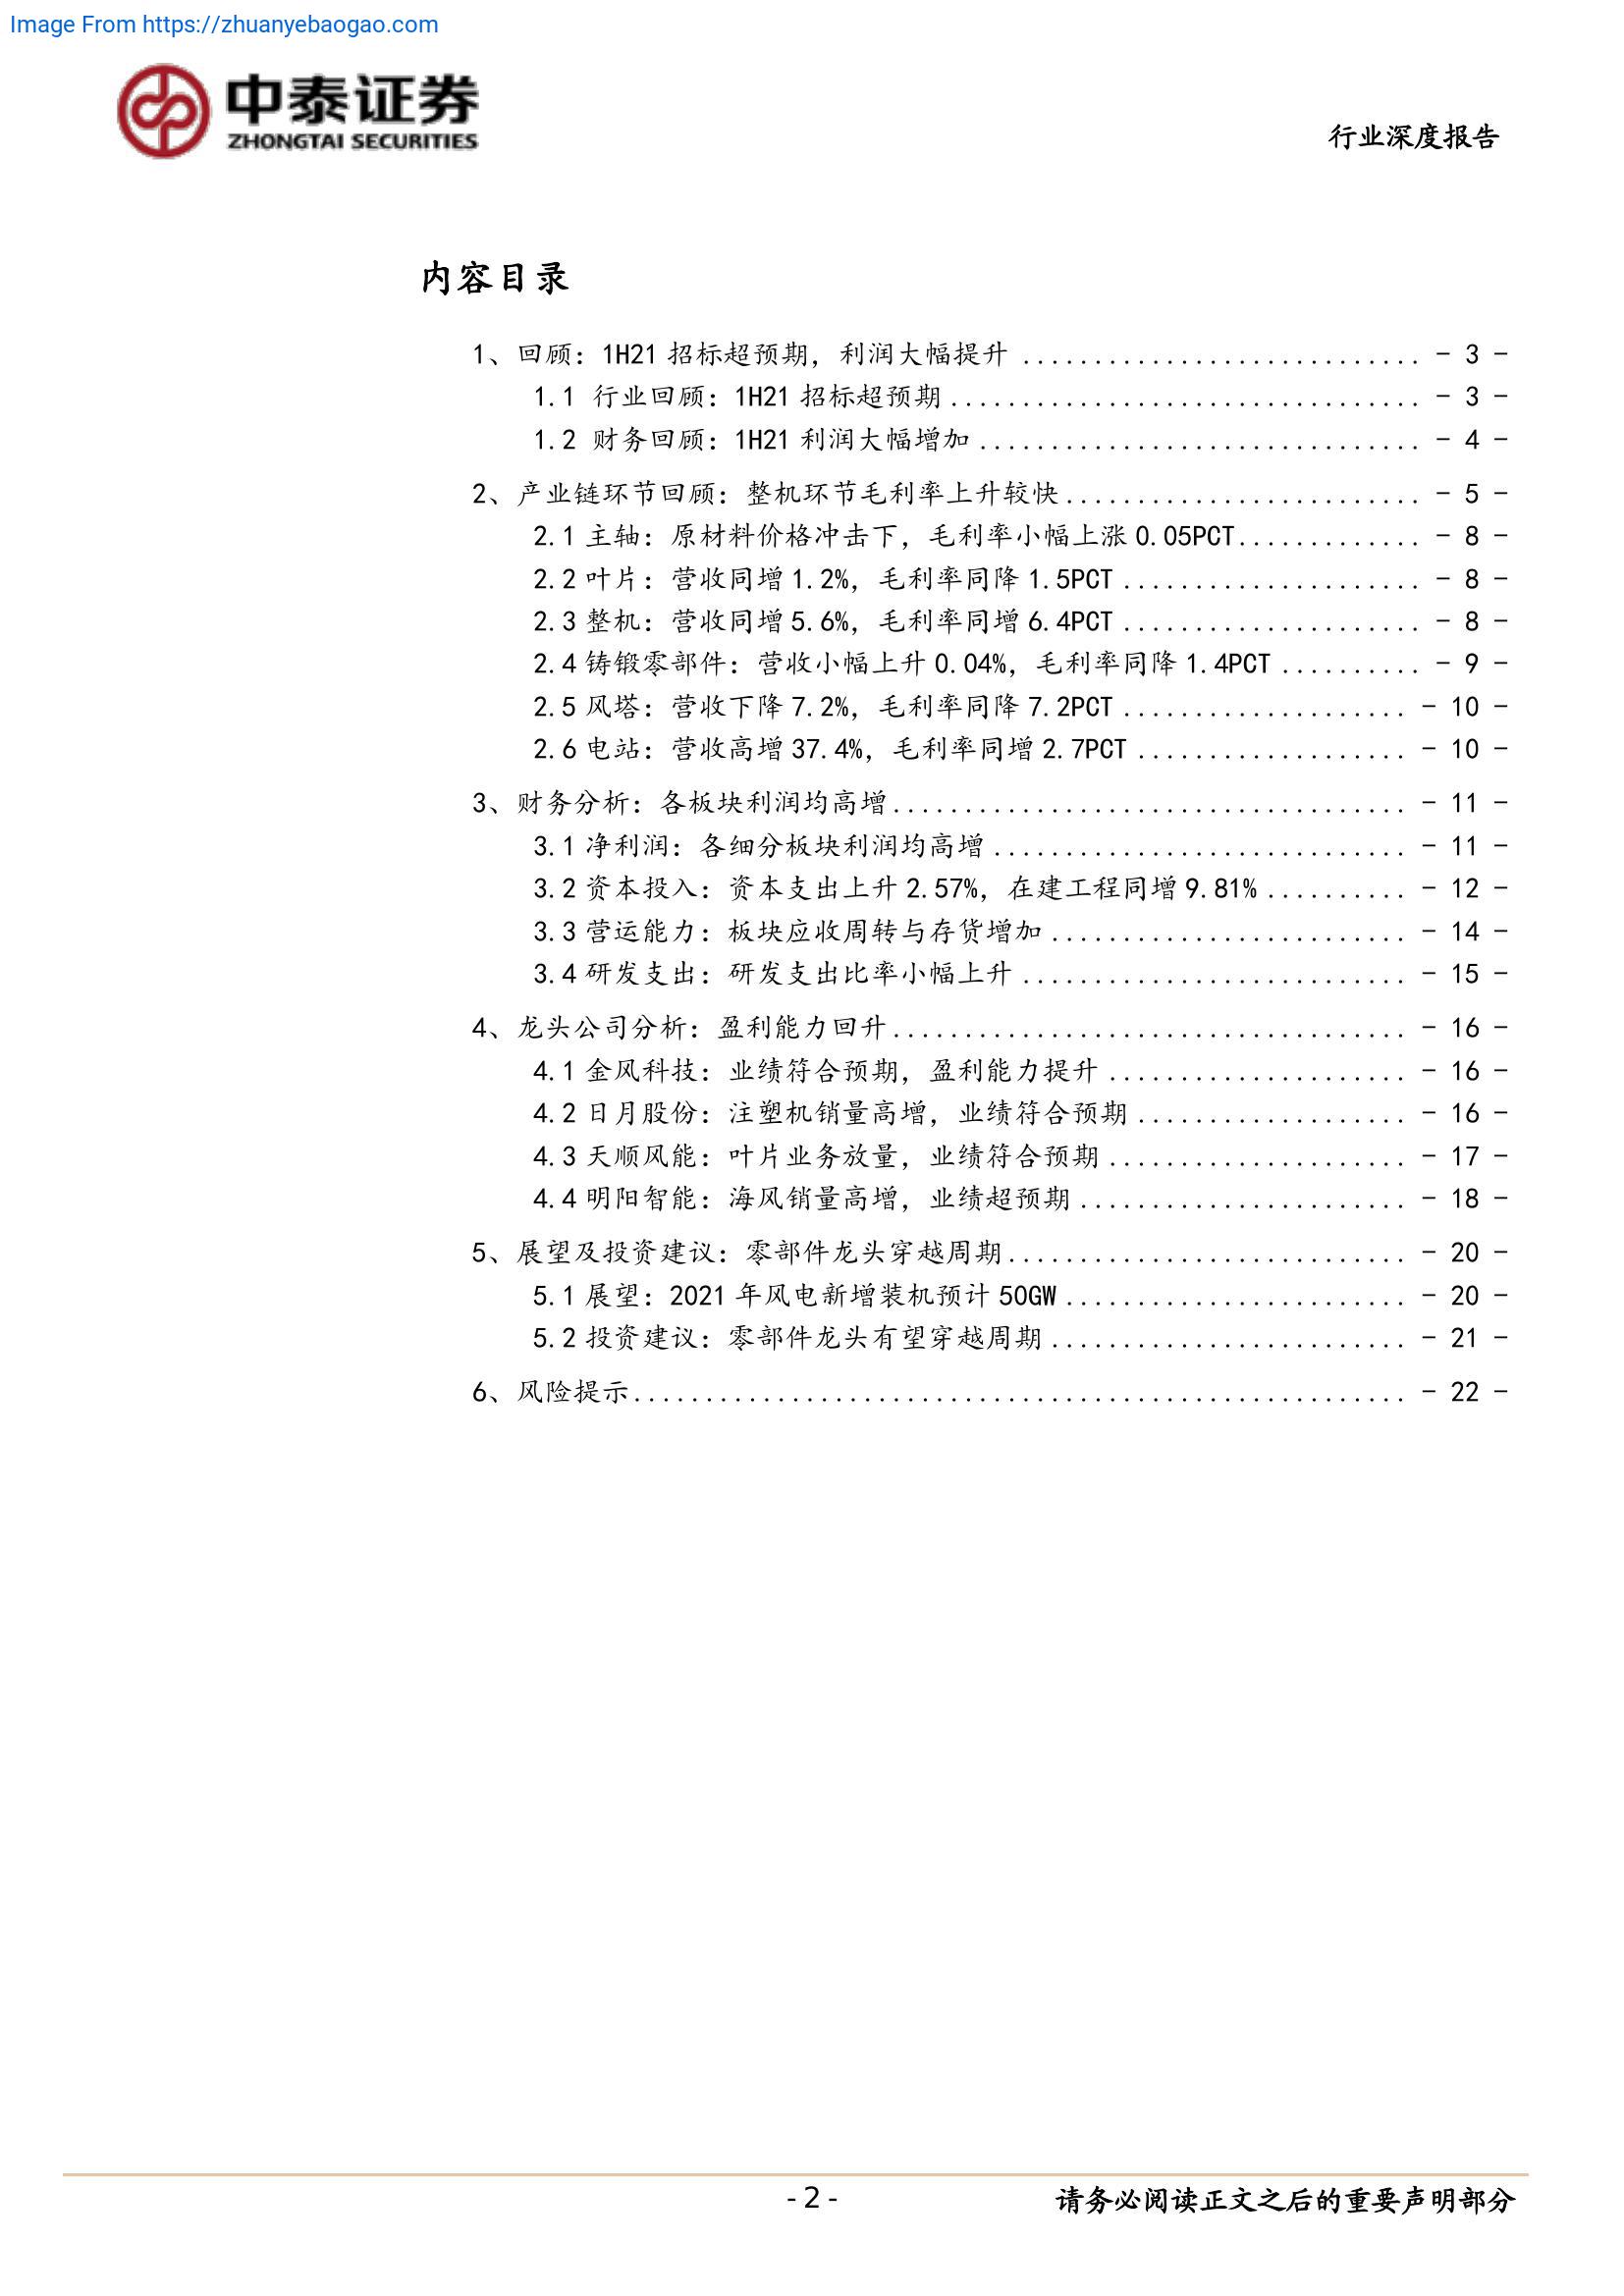 Image From https://zhuanyebaogao.com
中泰证券
ZHONGTAI SECURITIES
行业深度报告
内容目录
1、回顾：1H21 招标超预期，利润大幅提升 ............................ - 3 -
1.1 行业回顾：1H21 招标超预期................................. - 3 -
1.2 财务回顾：1H21 利润大幅增加............................... - 4 -
2、产业链环节回顾：整机环节毛利率上升较快......................... - 5 -
2.1 主轴：原材料价格冲击下，毛利率小幅上涨 0.05PCT............. - 8 -
2.2 叶片：营收同增 1.2%，毛利率同降 1.5PCT ..................... - 8 -
2.3 整机：营收同增 5.6%，毛利率同增 6.4PCT ..................... - 8 -
2.4 铸锻零部件：营收小幅上升 0.04%，毛利率同降 1.4PCT .......... - 9 -
2.5 风塔：营收下降 7.2%，毛利率同降 7.2PCT .................... - 10 -
2.6 电站：营收高增 37.4%，毛利率同增 2.7PCT ................... - 10 -
3、财务分析：各板块利润均高增.................................... - 11 -
3.1 净利润：各细分板块利润均高增 ............................. - 11 -
3.2 资本投入：资本支出上升 2.57%，在建工程同增 9.81% .......... - 12 -
3.3 营运能力：板块应收周转与存货增加 ......................... - 14 -
3.4 研发支出：研发支出比率小幅上升 ........................... - 15 -
4、龙头公司分析：盈利能力回升.................................... - 16 -
4.1 金风科技：业绩符合预期，盈利能力提升 ..................... - 16 -
4.2 日月股份：注塑机销量高增，业绩符合预期 ................... - 16 -
4.3 天顺风能：叶片业务放量，业绩符合预期 ..................... - 17 -
4.4 明阳智能：海风销量高增，业绩超预期 ....................... - 18 -
5、展望及投资建议：零部件龙头穿越周期............................ - 20 -
5.1 展望：2021 年风电新增装机预计 50GW ........................ - 20 -
5.2 投资建议：零部件龙头有望穿越周期 ......................... - 21 -
6、风险提示...................................................... - 22 -
- 2 -
请务必阅读正文之后的重要声明部分